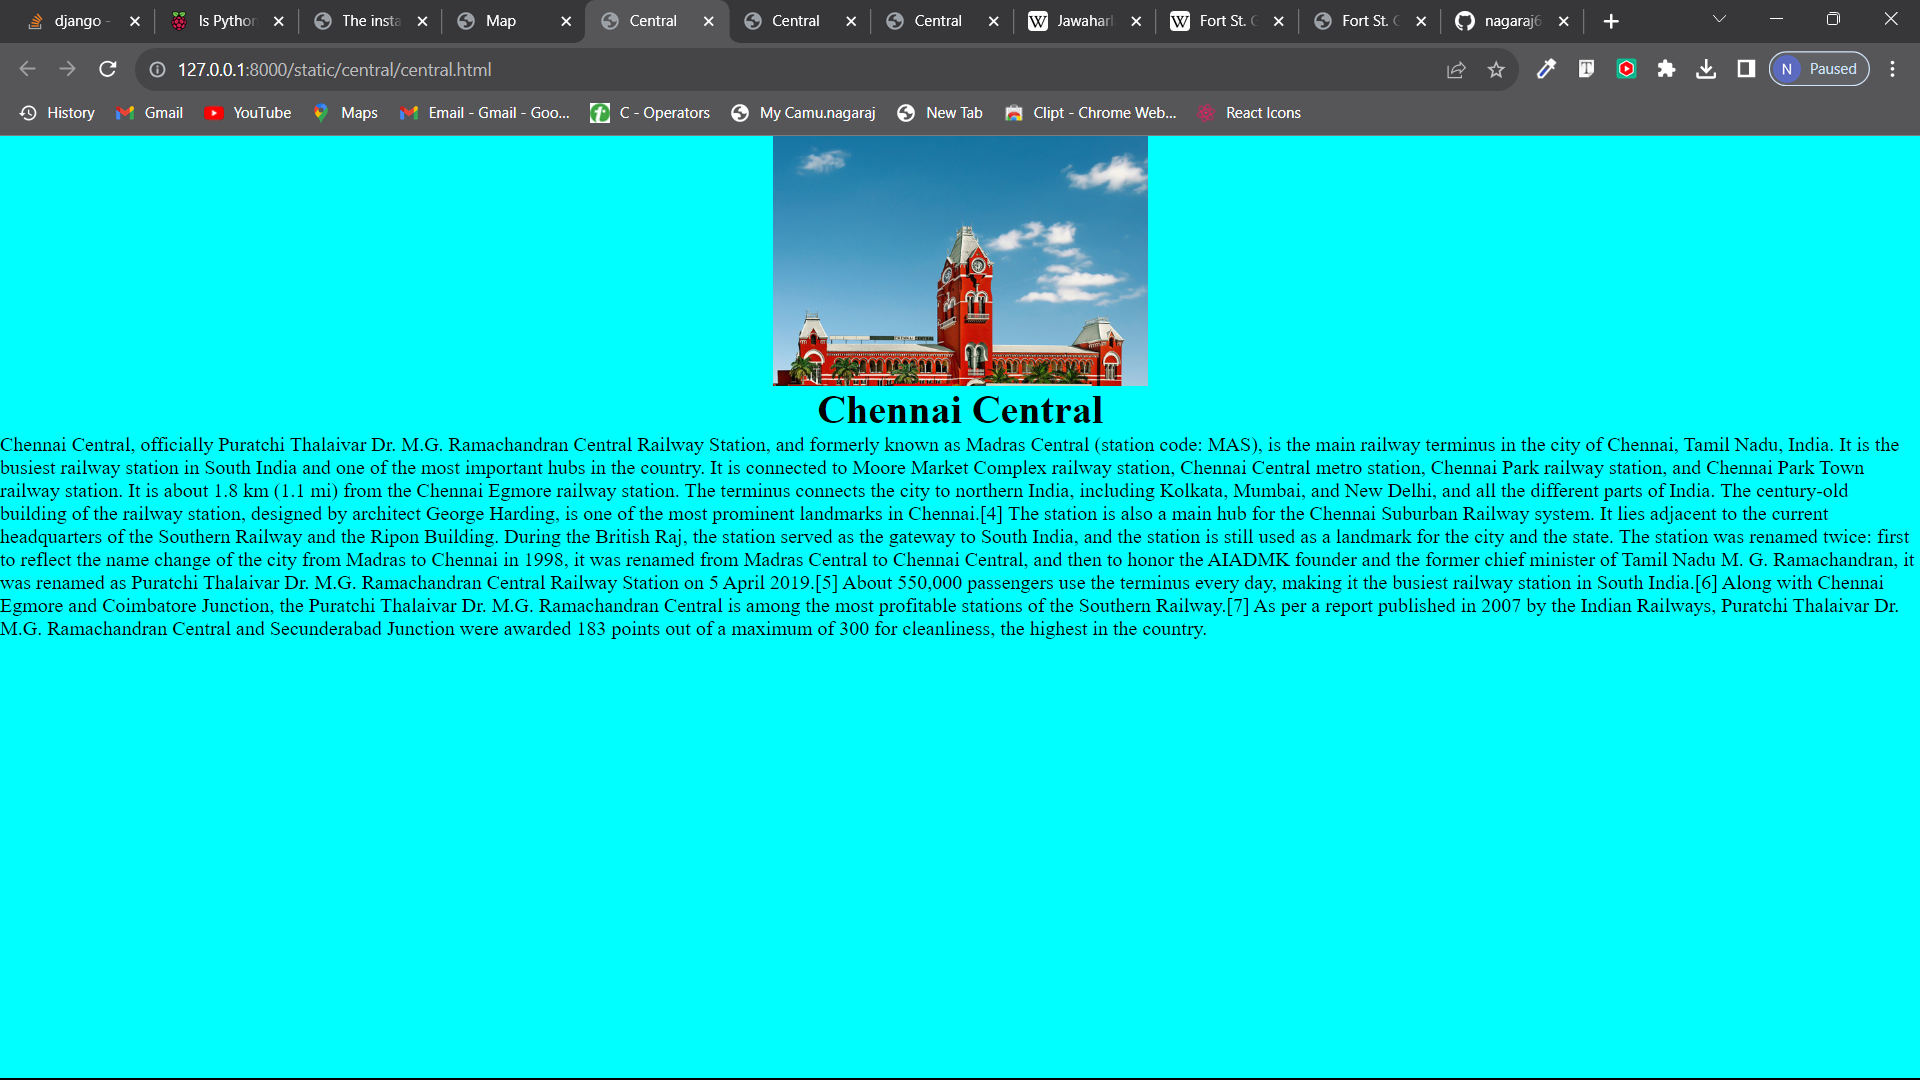 django -
Is Python
The insta
Map
Central
Central
Central
Jawaharl
Fort St. G
Fort St. G
nagaraj6
127.0.0.1:8000/static/central/central.html
N Paused
History
Gmail
YouTube
Maps
Email - Gmail - Goo...
C - Operators
My Camu.nagaraj
New Tab
Clipt - Chrome Web...
React Icons
CHENNAI CENTRAL
Chennai Central
Chennai Central, officially Puratchi Thalaivar Dr. M.G. Ramachandran Central Railway Station, and formerly known as Madras Central (station code: MAS), is the main railway terminus in the city of Chennai, Tamil Nadu, India. It is the
busiest railway station in South India and one of the most important hubs in the country. It is connected to Moore Market Complex railway station, Chennai Central metro station, Chennai Park railway station, and Chennai Park Town
railway station. It is about 1.8 km (1.1 mi) from the Chennai Egmore railway station. The terminus connects the city to northern India, including Kolkata, Mumbai, and New Delhi, and all the different parts of India. The century-old
building of the railway station, designed by architect George Harding, is one of the most prominent landmarks in Chennai.[4] The station is also a main hub for the Chennai Suburban Railway system. It lies adjacent to the current
headquarters of the Southern Railway and the Ripon Building. During the British Raj, the station served as the gateway to South India, and the station is still used as a landmark for the city and the state. The station was renamed twice: first
to reflect the name change of the city from Madras to Chennai in 1998, it was renamed from Madras Central to Chennai Central, and then to honor the AIADMK founder and the former chief minister of Tamil Nadu M. G. Ramachandran, it
was renamed as Puratchi Thalaivar Dr. M.G. Ramachandran Central Railway Station on 5 April 2019.[5] About 550,000 passengers use the terminus every day, making it the busiest railway station in South India.[6] Along with Chennai
Egmore and Coimbatore Junction, the Puratchi Thalaivar Dr. M.G. Ramachandran Central is among the most profitable stations of the Southern Railway.[7] As per a report published in 2007 by the Indian Railways, Puratchi Thalaivar Dr.
M.G. Ramachandran Central and Secunderabad Junction were awarded 183 points out of a maximum of 300 for cleanliness, the highest in the country.